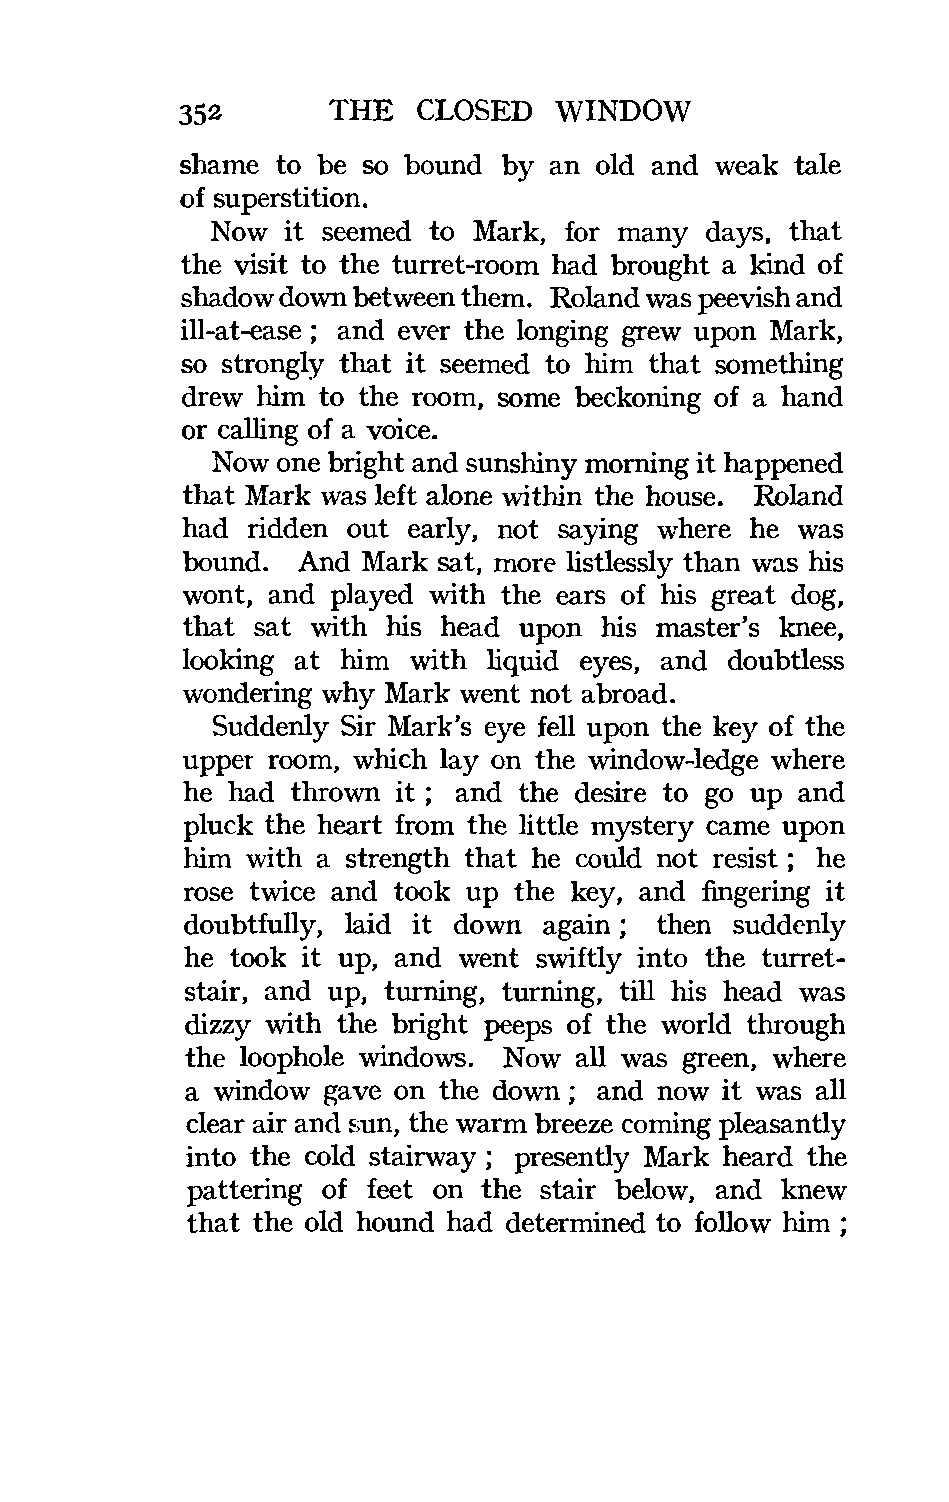 352 THE CLOSED WINDOW
shame to be so bound by an old and weak tale
of superstition.
Now it seemed to Mark, for many days, that
the visit to the turret-room had brought a kind of
shadow down between them. Roland was peevish and
ill-at-ease ; and ever the longing grew upon Mark,
so strongly that it seemed to him that something
drew him to the room, some beckoning of a hand
or calling of a voice.
Now one bright and sunshiny morning it happened
that Mark was left alone within the house. Roland
had ridden out early, not saying where he was
bound. And Mark sat, more listlessly than was his
wont, and played with the ears of his great dog,
that sat with his head upon his master's knee,
looking at him with liquid eyes, and doubtless
wondering why Mark went not abroad.
Suddenly Sir Mark's eye fell upon the key of the
upper room, which lay on the window-ledge where
he had thrown it ; and the desire to go up and
pluck the heart from the little mystery came upon
him with a strength that he could not resist ; he
rose twice and took up the key, and fingering it
doubtfully, laid it down again ; then suddenly
he took it up, and went swiftly into the turret-
stair, and up, turning, turning, till his head was
dizzy with the bright peeps of the world through
the loophole windows. Now all was green, where
a window gave on the down ; and now it was all
clear air and sun, the warm breeze coming pleasantly
into the cold stairway ; presently Mark heard the
pattering of feet on the stair below, and knew
that the old hound had determined to follow him ;